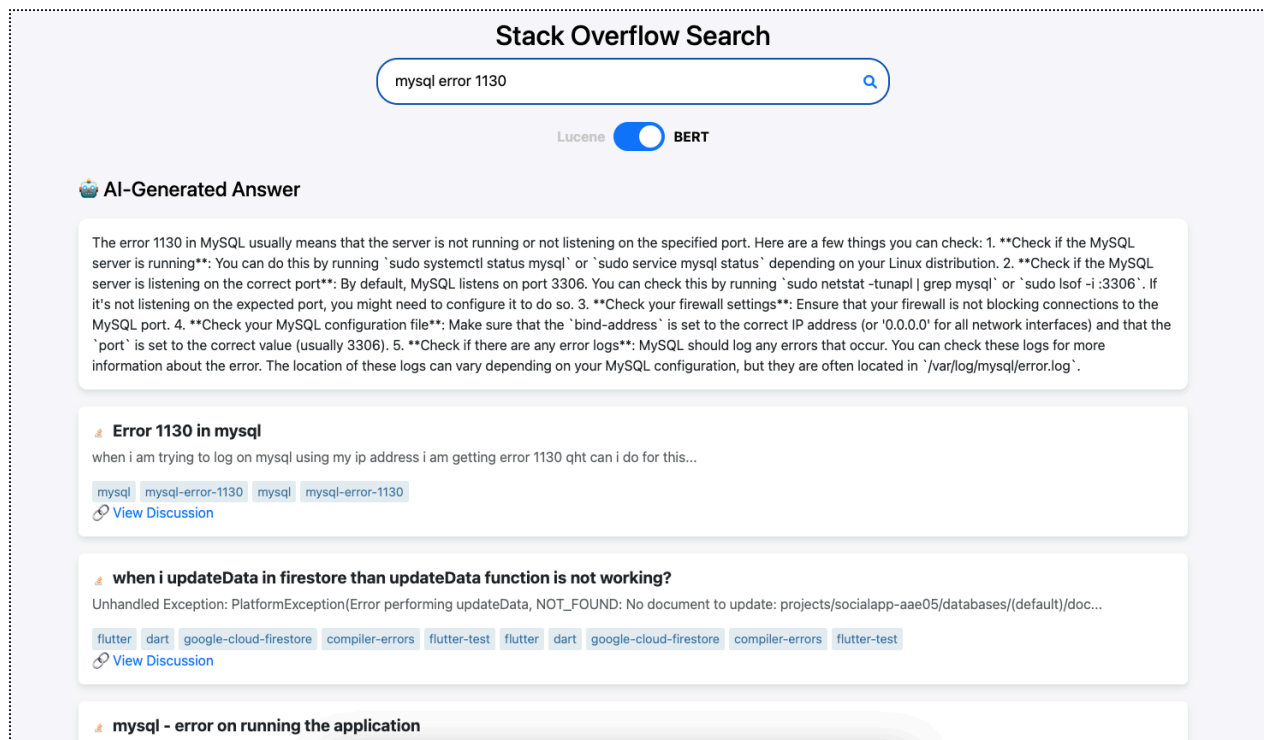 Stack Overflow Search
mysql error 1130
Lucene BERT
🤖 AI-Generated Answer
The error 1130 in MySQL usually means that the server is not running or not listening on the specified port. Here are a few things you can check: 1. **Check if the MySQL
server is running**: You can do this by running `sudo systemctl status mysql` or `sudo service mysql status` depending on your Linux distribution. 2. **Check if the MySQL
server is listening on the correct port**: By default, MySQL listens on port 3306. You can check this by running `sudo netstat -tunapl | grep mysql` or `sudo lsof -i :3306`. If
it's not listening on the expected port, you might need to configure it to do so. 3. **Check your firewall settings**: Ensure that your firewall is not blocking connections to the
MySQL port. 4. **Check your MySQL configuration file**: Make sure that the `bind-address` is set to the correct IP address (or '0.0.0.0' for all network interfaces) and that the
`port` is set to the correct value (usually 3306). 5. **Check if there are any error logs**: MySQL should log any errors that occur. You can check these logs for more
information about the error. The location of these logs can vary depending on your MySQL configuration, but they are often located in `/var/log/mysql/error.log`.
Error 1130 in mysql
when i am trying to log on mysql using my ip address i am getting error 1130 qht can i do for this...
mysql mysql-error-1130 mysql mysql-error-1130
🔗 View Discussion
when i updateData in firestore than updateData function is not working?
Unhandled Exception: PlatformException(Error performing updateData, NOT_FOUND: No document to update: projects/socialapp-aae05/databases/(default)/doc...
flutter dart google-cloud-firestore compiler-errors flutter-test flutter dart google-cloud-firestore compiler-errors flutter-test
🔗 View Discussion
mysql - error on running the application